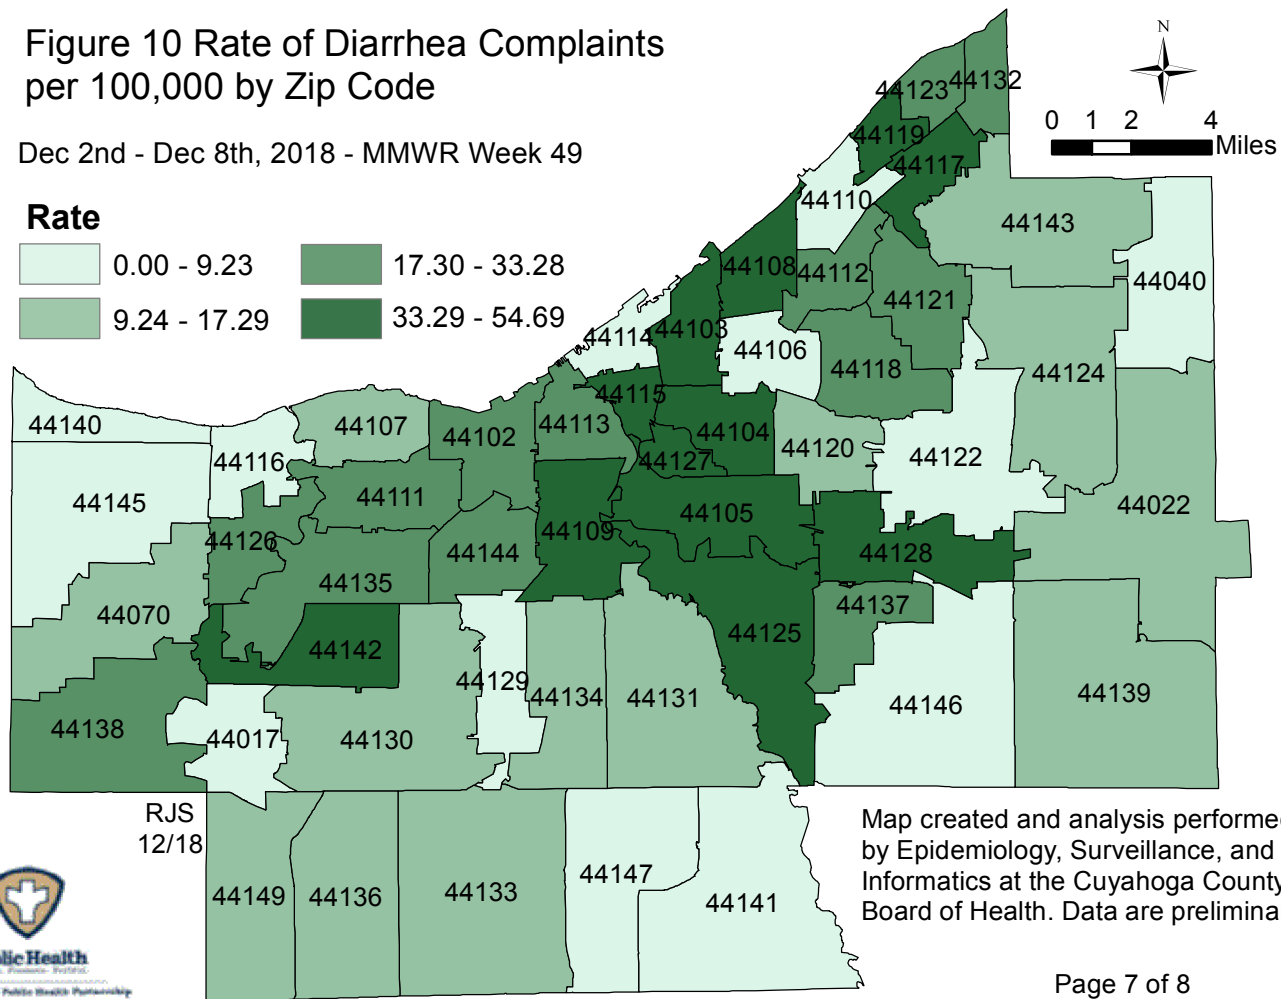 Figure 10 Rate of Diarrhea Complaints
per 100,000 by Zip Code
Dec 2nd - Dec 8th, 2018 - MMWR Week 49
Rate
0.00 - 9.23
17.30 - 33.28
9.24 - 17.29
33.29 - 54.69
N
0 1 2 4
Miles
44123
44132
44119
44117
44110
44143
44108
44112
44040
44121
44114
44103
44106
44118
44124
44140
44107
44102
44113
44115
44104
44120
44122
44116
44127
44145
44111
44109
44105
44022
44126
44144
44128
44135
44070
44137
44142
44125
44129
44134
44131
44146
44139
44138
44017
44130
RJS
12/18
44149
44136
44133
44147
44141
Map created and analysis performed
by Epidemiology, Surveillance, and
Informatics at the Cuyahoga County
Board of Health. Data are prelimina
lic Health
Public Health Partnership
Page 7 of 8